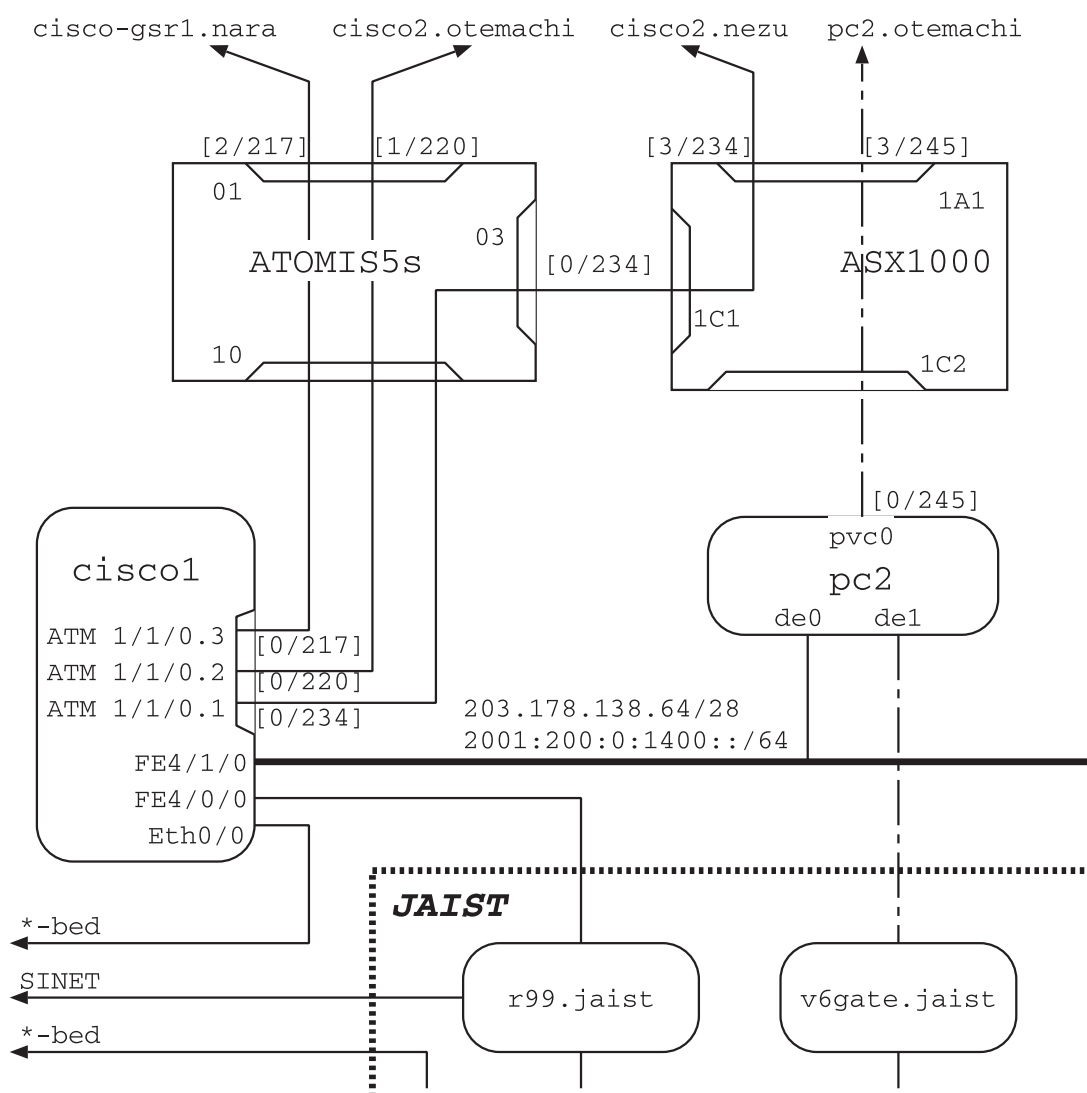 cisco-gsr1.nara
cisco2.otemachi
cisco2.nezu
pc2.otemachi
[2/217]
[1/220]
[3/234]
[3/245]
01
1A1
03
ATOMIS5s
[0/234]
ASX1000
1C1
10
1C2
[0/245]
pvc0
cisco1
pc2
de0
de1
ATM 1/1/0.3
[0/217]
ATM 1/1/0.2
[0/220]
ATM 1/1/0.1
[0/234]
203.178.138.64/28
2001:200:0:1400::/64
FE4/1/0
FE4/0/0
Eth0/0
JAIST
*-bed
SINET
r99.jaist
v6gate.jaist
*-bed